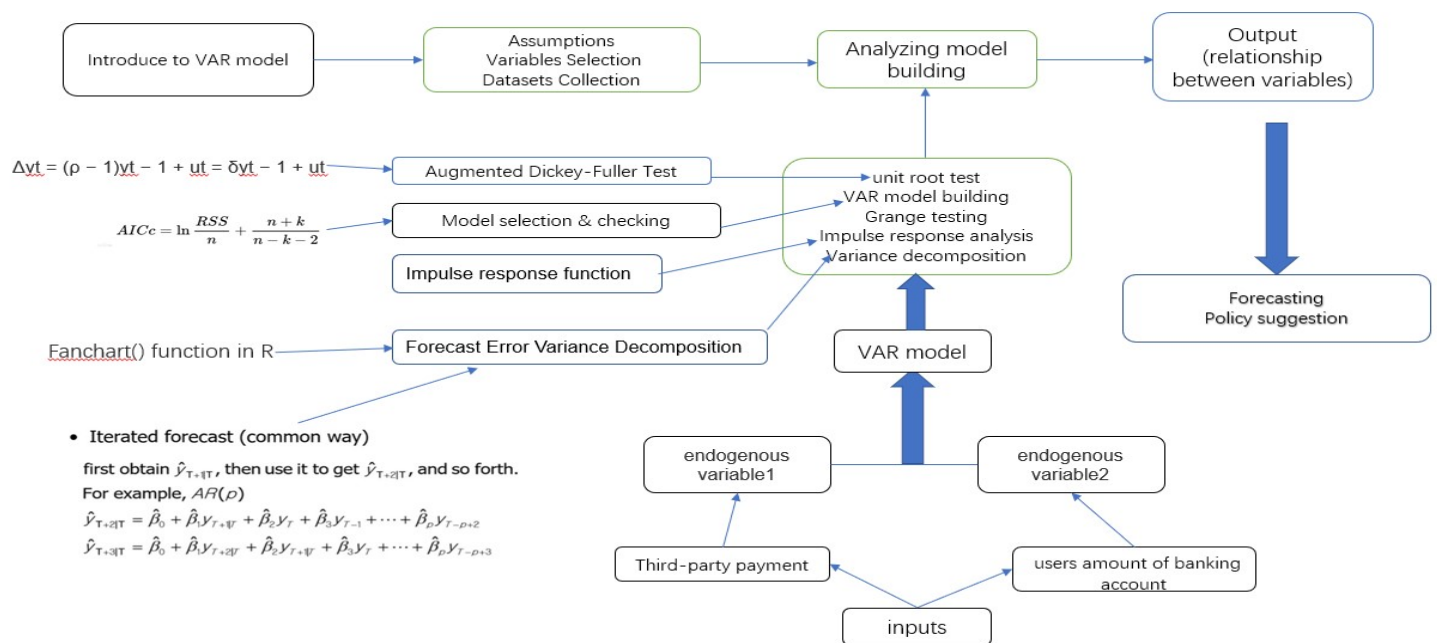 Introduce to VAR model
Assumptions
Variables Selection
Datasets Collection
Analyzing model
building
Output
(relationship
between variables)
Δyt = (ρ − 1)yt − 1 + ut = δyt − 1 + ut
Augmented Dickey-Fuller Test
unit root test
VAR model building
Grange testing
Impulse response analysis
Variance decomposition
AICc = ln RSS/n + n + k/n − k − 2
Model selection & checking
Impulse response function
Forecasting
Policy suggestion
Fanchart() function in R
Forecast Error Variance Decomposition
VAR model
• Iterated forecast (common way)
first obtain ŷT+1|T, then use it to get ŷT+2|T, and so forth.
For example, AR(p)
ŷT+2|T = β̂0 + β̂1yT+1|T + β̂2yT + β̂3yT−1 + ··· + β̂pyT−p+2
ŷT+3|T = β̂0 + β̂1yT+2|T + β̂2yT+1|T + β̂3yT + ··· + β̂pyT−p+3
endogenous
variable1
endogenous
variable2
Third-party payment
users amount of banking
account
inputs